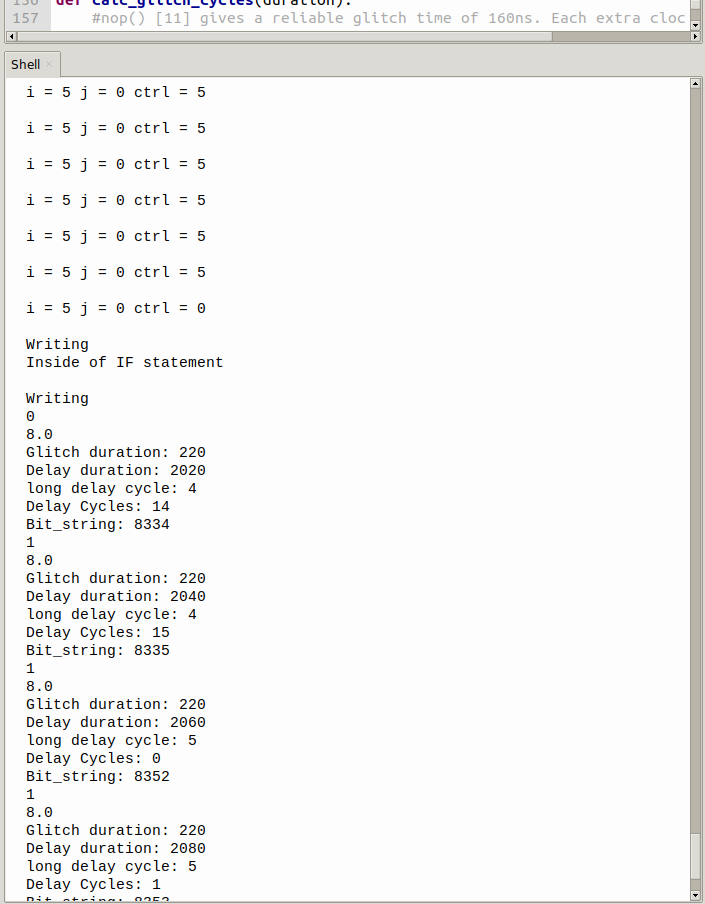 156 def calc_glitch_cycles(duration):
157 #nop() [11] gives a reliable glitch time of 160ns. Each extra cloc
Shell
i = 5 j = 0 ctrl = 5
i = 5 j = 0 ctrl = 5
i = 5 j = 0 ctrl = 5
i = 5 j = 0 ctrl = 5
i = 5 j = 0 ctrl = 5
i = 5 j = 0 ctrl = 5
i = 5 j = 0 ctrl = 0
Writing
Inside of IF statement
Writing
0
8.0
Glitch duration: 220
Delay duration: 2020
long delay cycle: 4
Delay Cycles: 14
Bit_string: 8334
1
8.0
Glitch duration: 220
Delay duration: 2040
long delay cycle: 4
Delay Cycles: 15
Bit_string: 8335
1
8.0
Glitch duration: 220
Delay duration: 2060
long delay cycle: 5
Delay Cycles: 0
Bit_string: 8352
1
8.0
Glitch duration: 220
Delay duration: 2080
long delay cycle: 5
Delay Cycles: 1
Bit_string: 8353